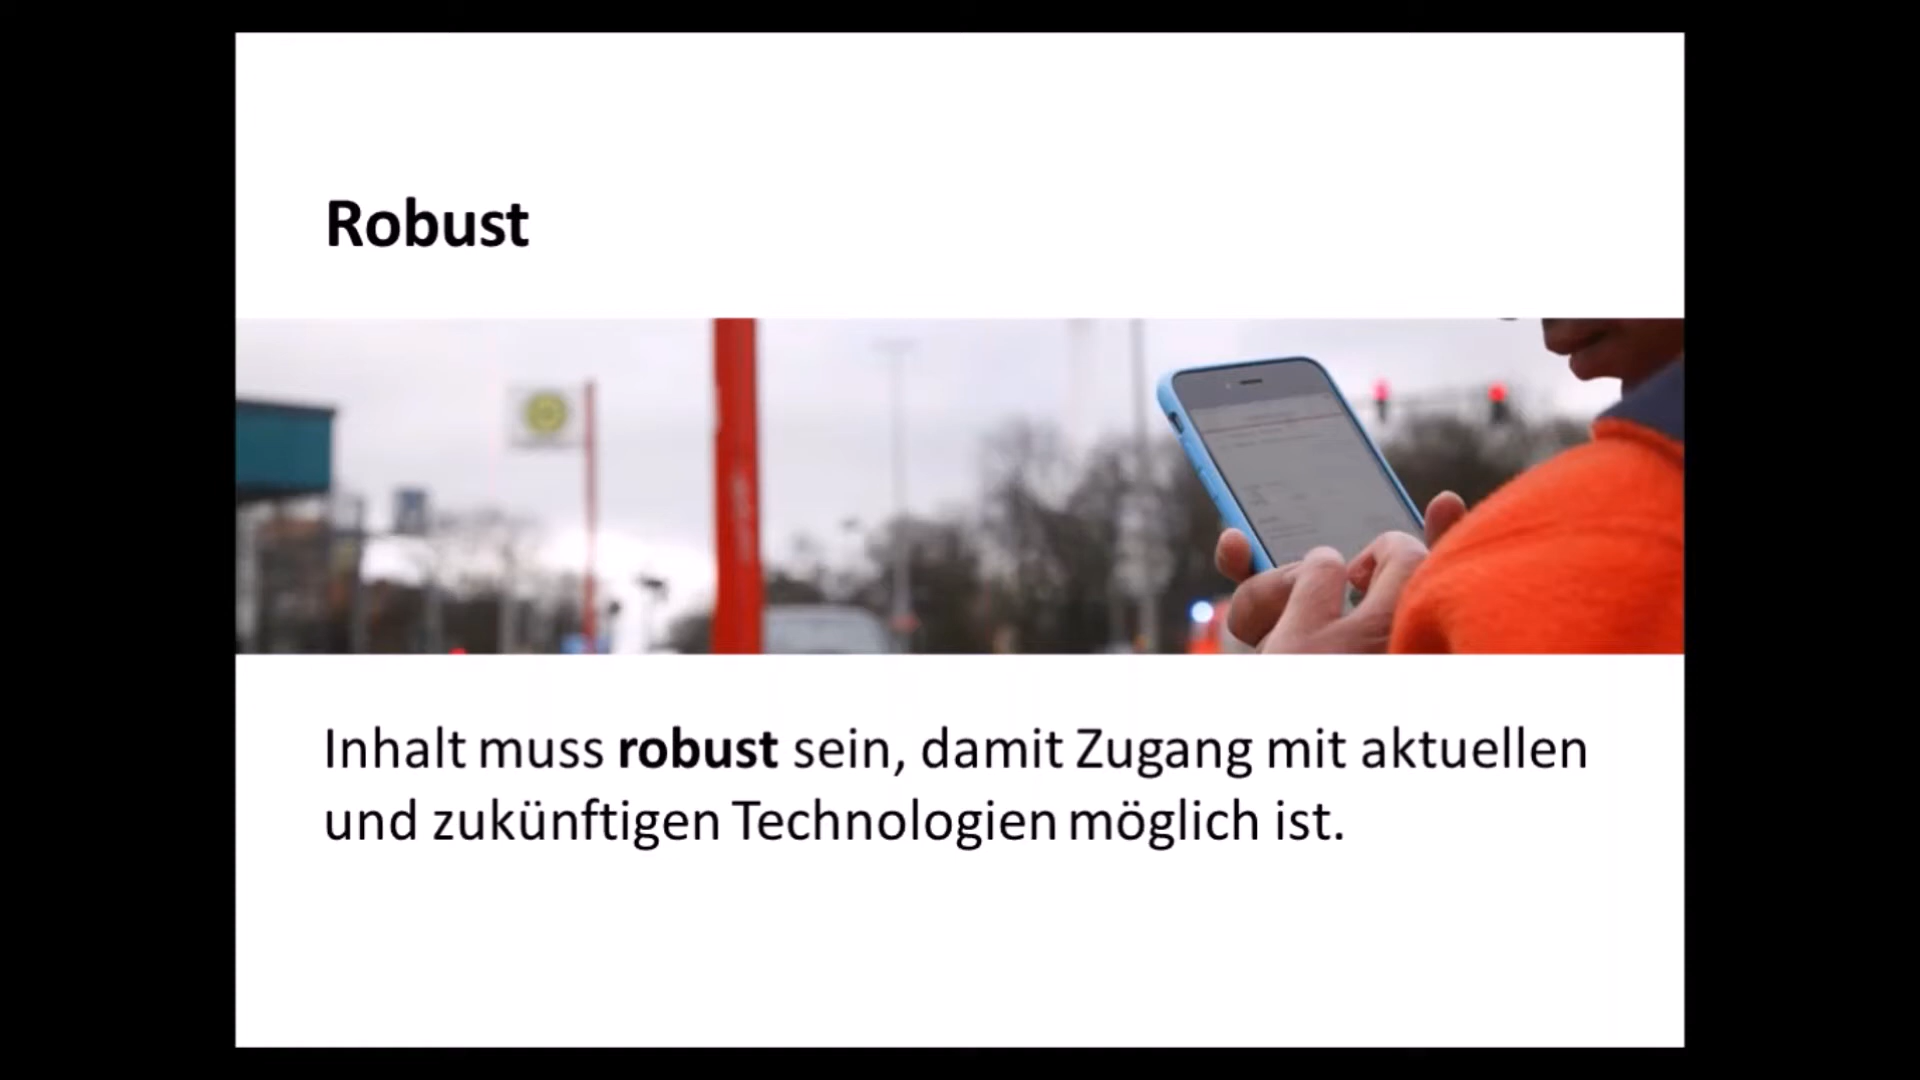 Robust
Inhalt muss robust sein, damit Zugang mit aktuellen
und zukünftigen Technologien möglich ist.